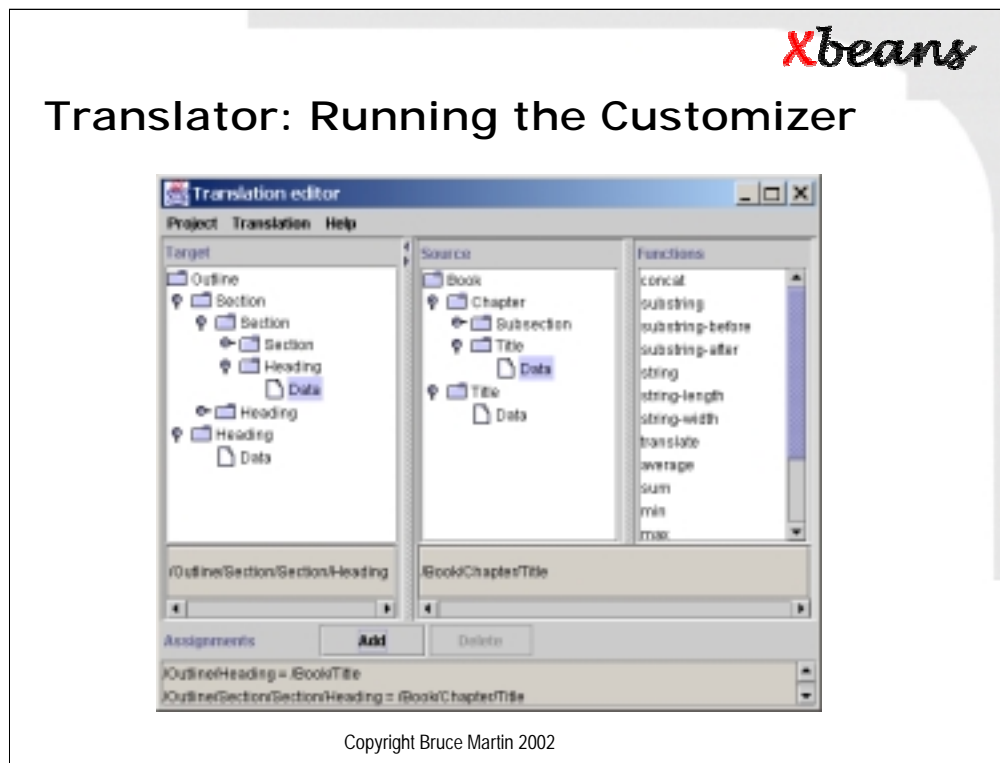 Xbeans
Translator: Running the Customizer
Translation editor
Project Translation Help
Target
Outline
Section
Section
Section
Heading
Data
Heading
Heading
Data
/Outline/Section/Section/Heading
Source
Book
Chapter
Subsection
Title
Data
Title
Data
/Book/Chapter/Title
Functions
concat
substring
substring-before
substring-after
string
string-length
string-width
translate
average
sum
min
max
Assignments Add Delete
/Outline/Heading = /Book/Title
/Outline/Section/Section/Heading = /Book/Chapter/Title
Copyright Bruce Martin 2002